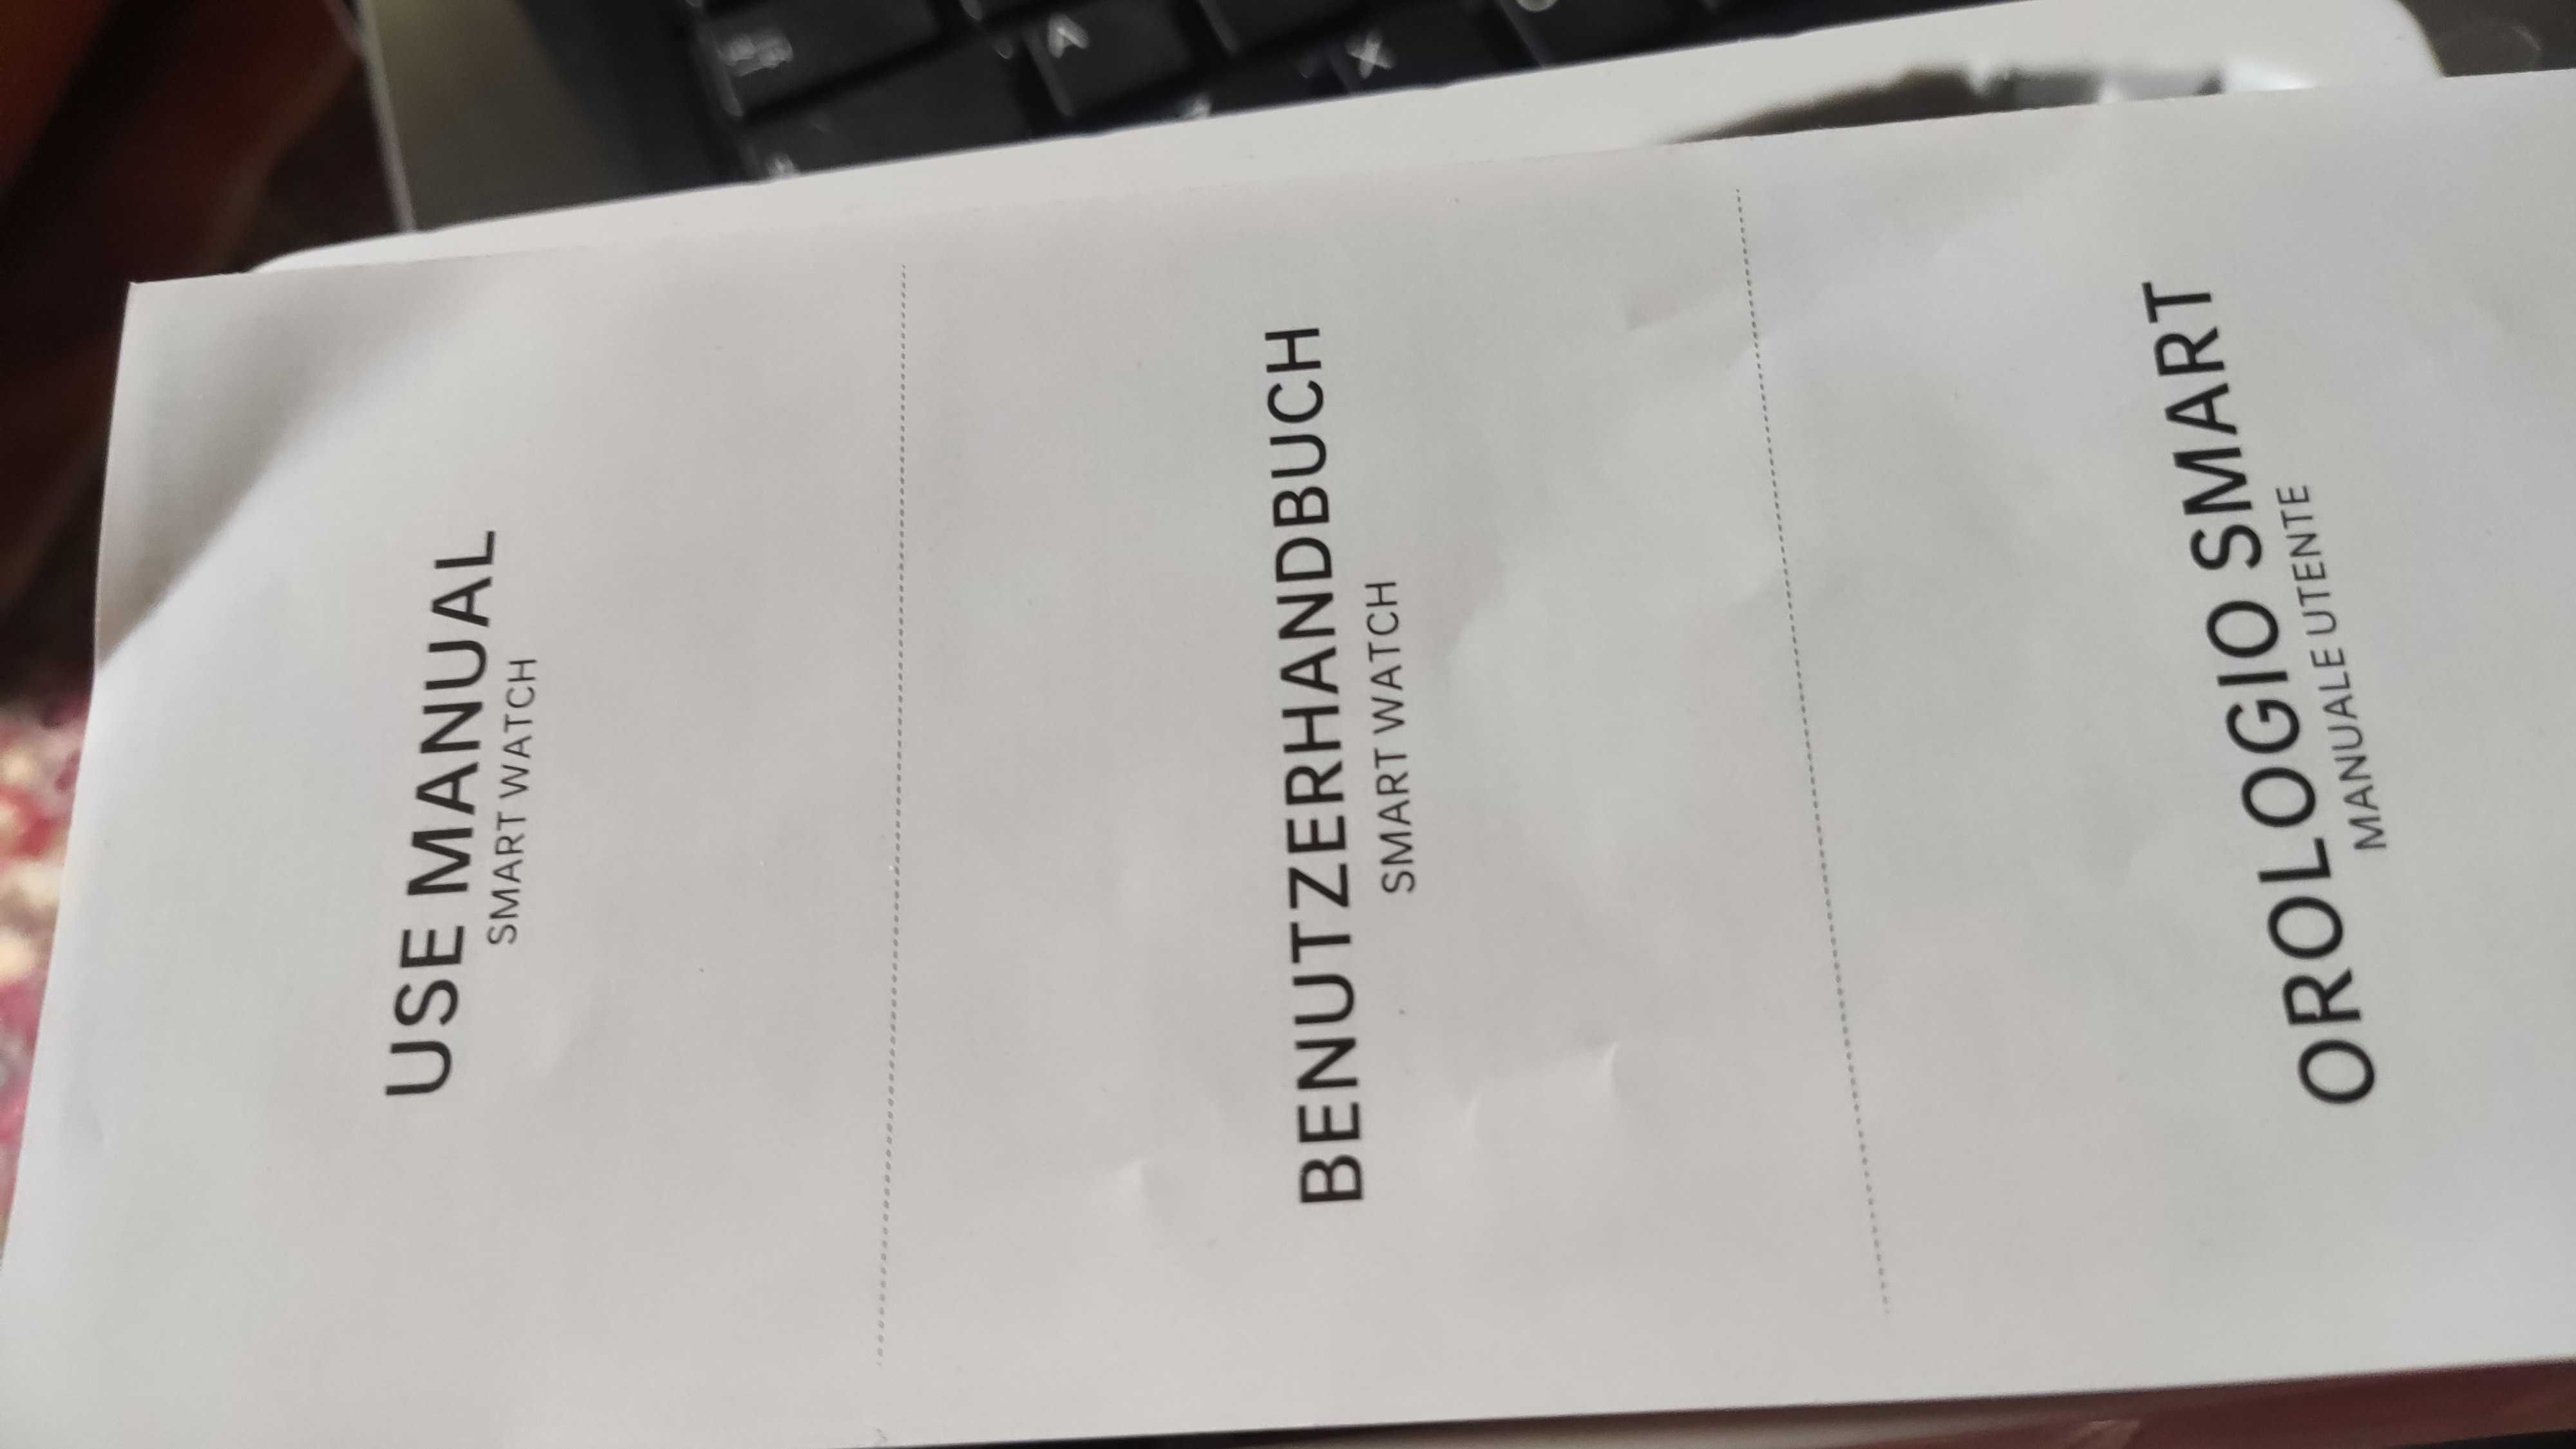 USE MANUAL
SMART WATCH
BENUTZERHANDBUCH
SMART WATCH
OROLOGIO SMART
MANUALE UTENTE
A
X